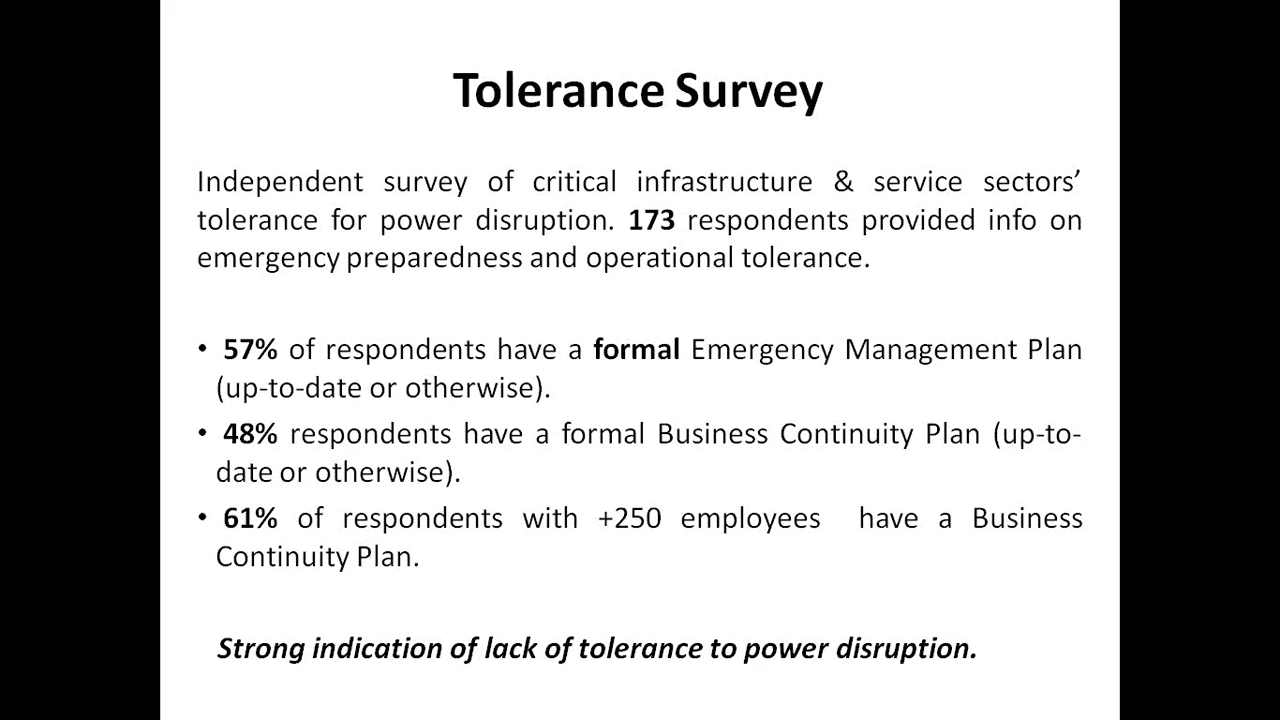 Tolerance Survey
Independent survey of critical infrastructure & service sectors’
tolerance for power disruption. 173 respondents provided info on
emergency preparedness and operational tolerance.
• 57% of respondents have a formal Emergency Management Plan
(up-to-date or otherwise).
• 48% respondents have a formal Business Continuity Plan (up-to-
date or otherwise).
• 61% of respondents with +250 employees have a Business
Continuity Plan.
Strong indication of lack of tolerance to power disruption.